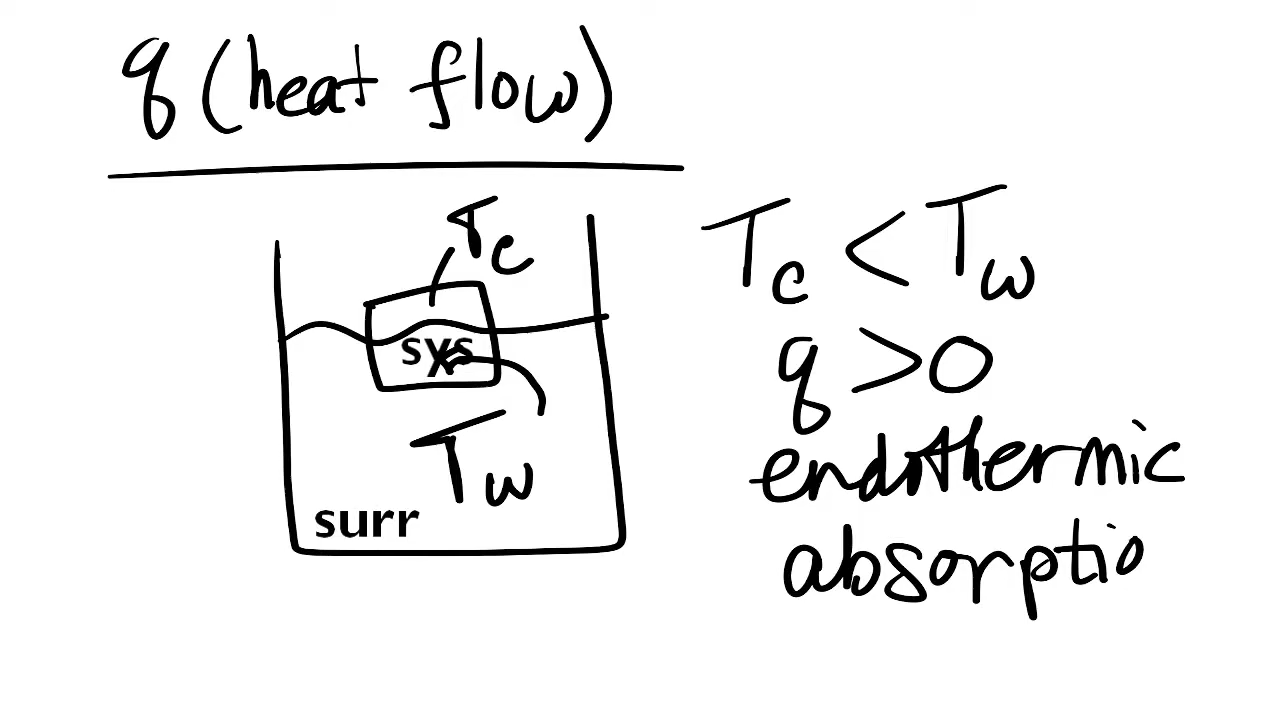 q (heat flow)
Tc
sys
Tw
surr
Tc < Tw
q > 0
endothermic
absorptio